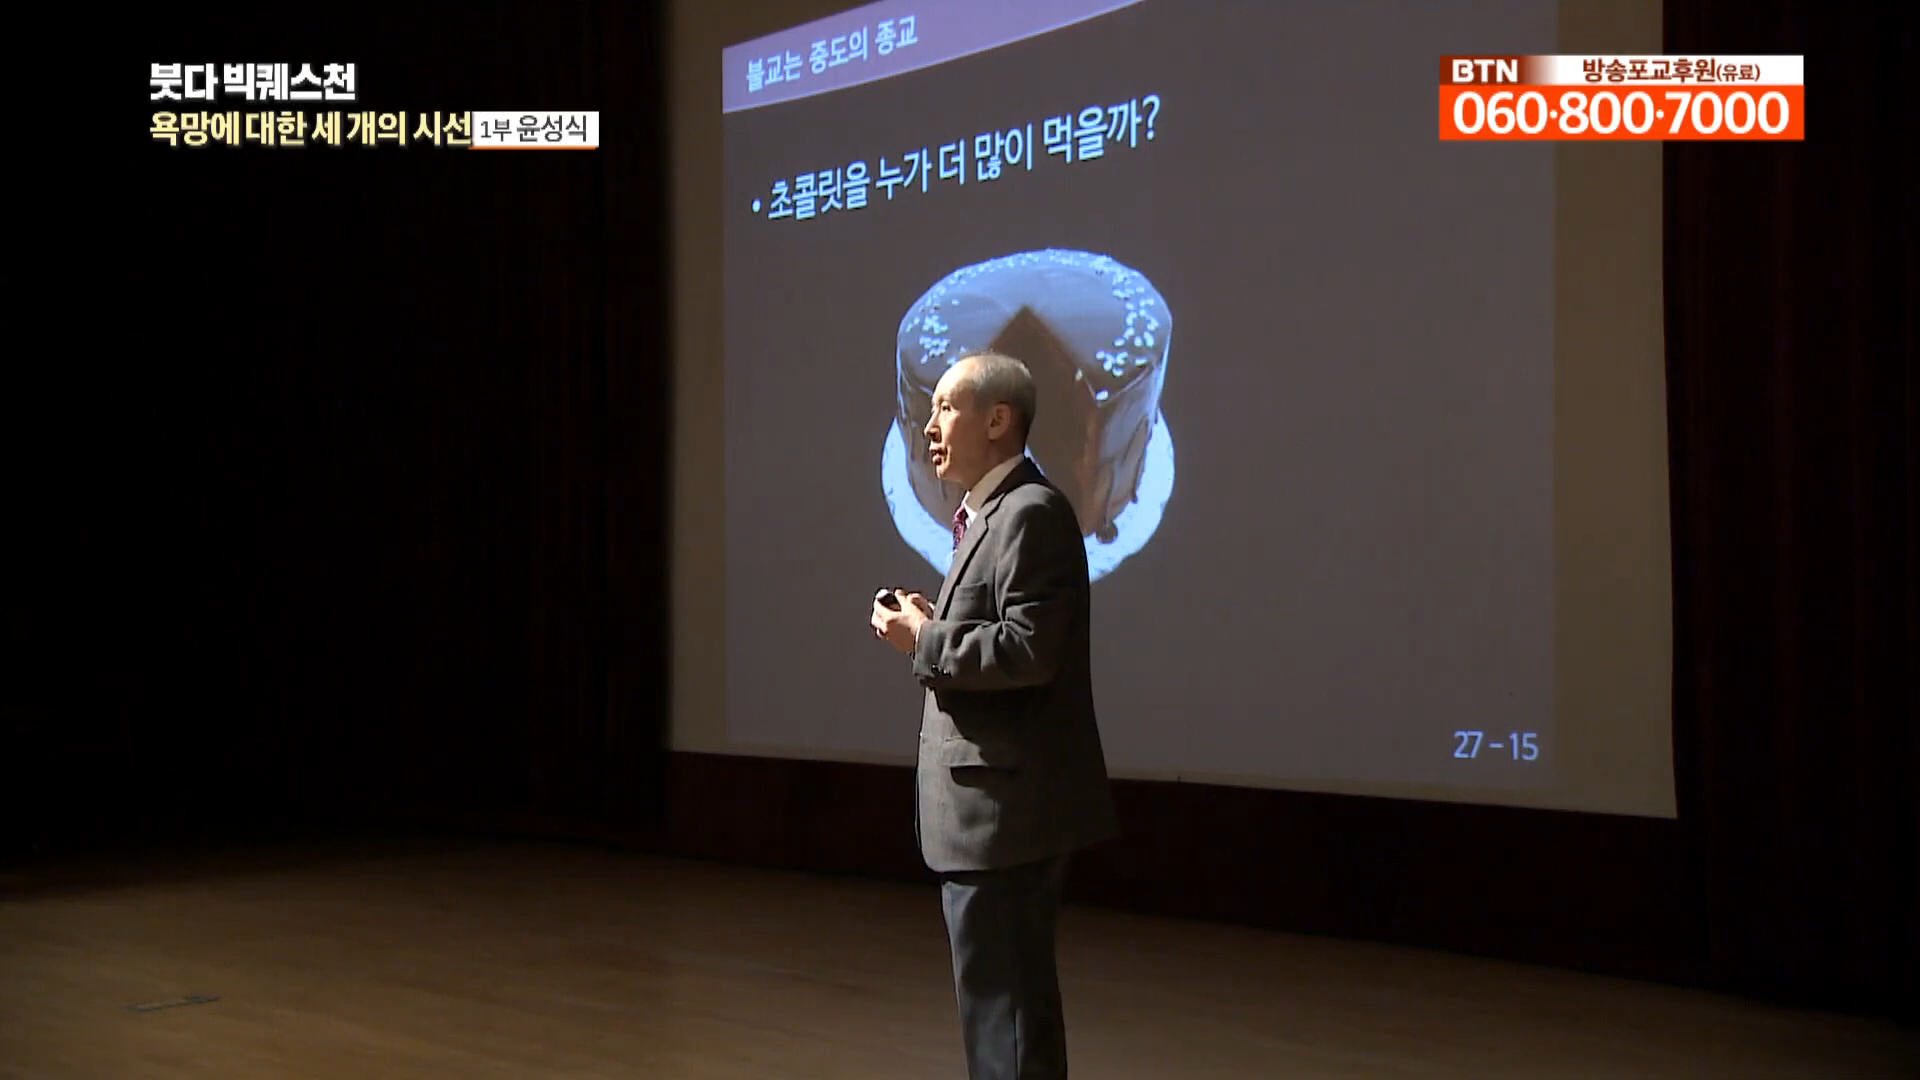 붓다 빅퀘스천
욕망에 대한 세 개의 시선 1부 윤성식
BTN 방송포교후원(유료)
060·800·7000
불교는 중도의 종교
• 초콜릿을 누가 더 많이 먹을까?
27-15